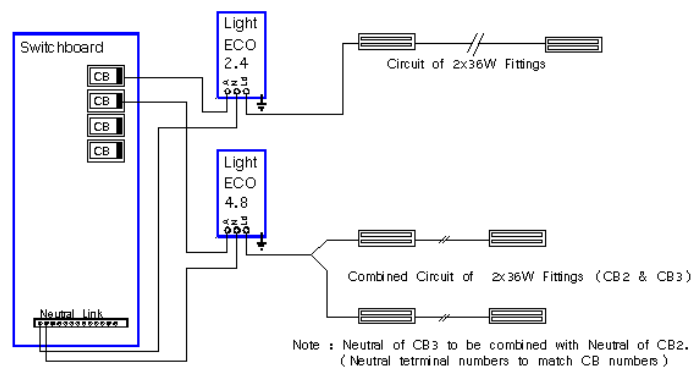 Switchboard
CB
CB
CB
CB
Neutral Link
Light
ECO
2.4
A N Ld
Circuit of 2x36W Fittings
Light
ECO
4.8
A N Ld
Combined Circuit of 2x36W Fittings (CB2 & CB3)
Note : Neutral of CB3 to be combined with Neutral of CB2.
( Neutral tetrminal numbers to match CB numbers )